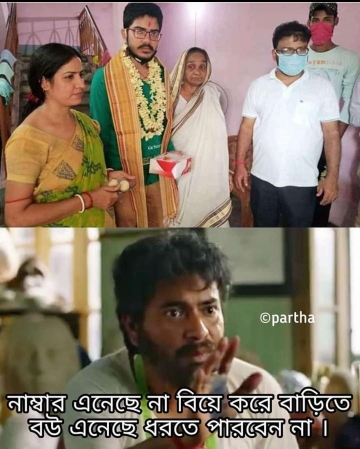 ©partha
নাম্বার এনেছে না বিয়ে করে বাড়িতে
বউ এনেছে ধরতে পারবেন না ।